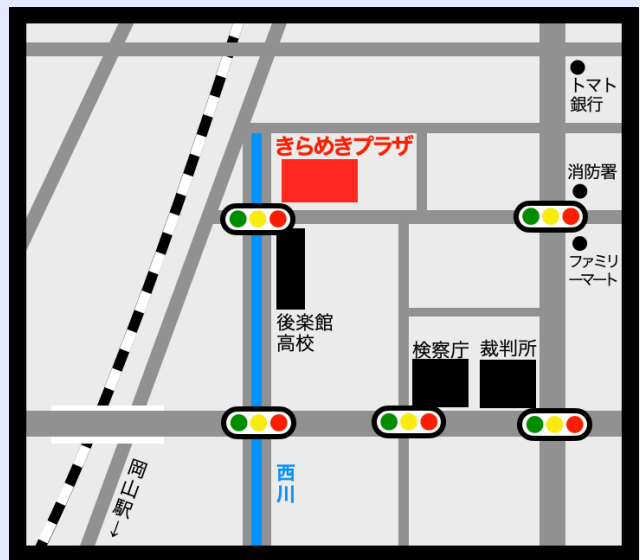 トマト
銀行
きらめきプラザ
消防署
ファミリ
ーマート
後楽館
高校
検察庁
裁判所
西
川
岡山駅←